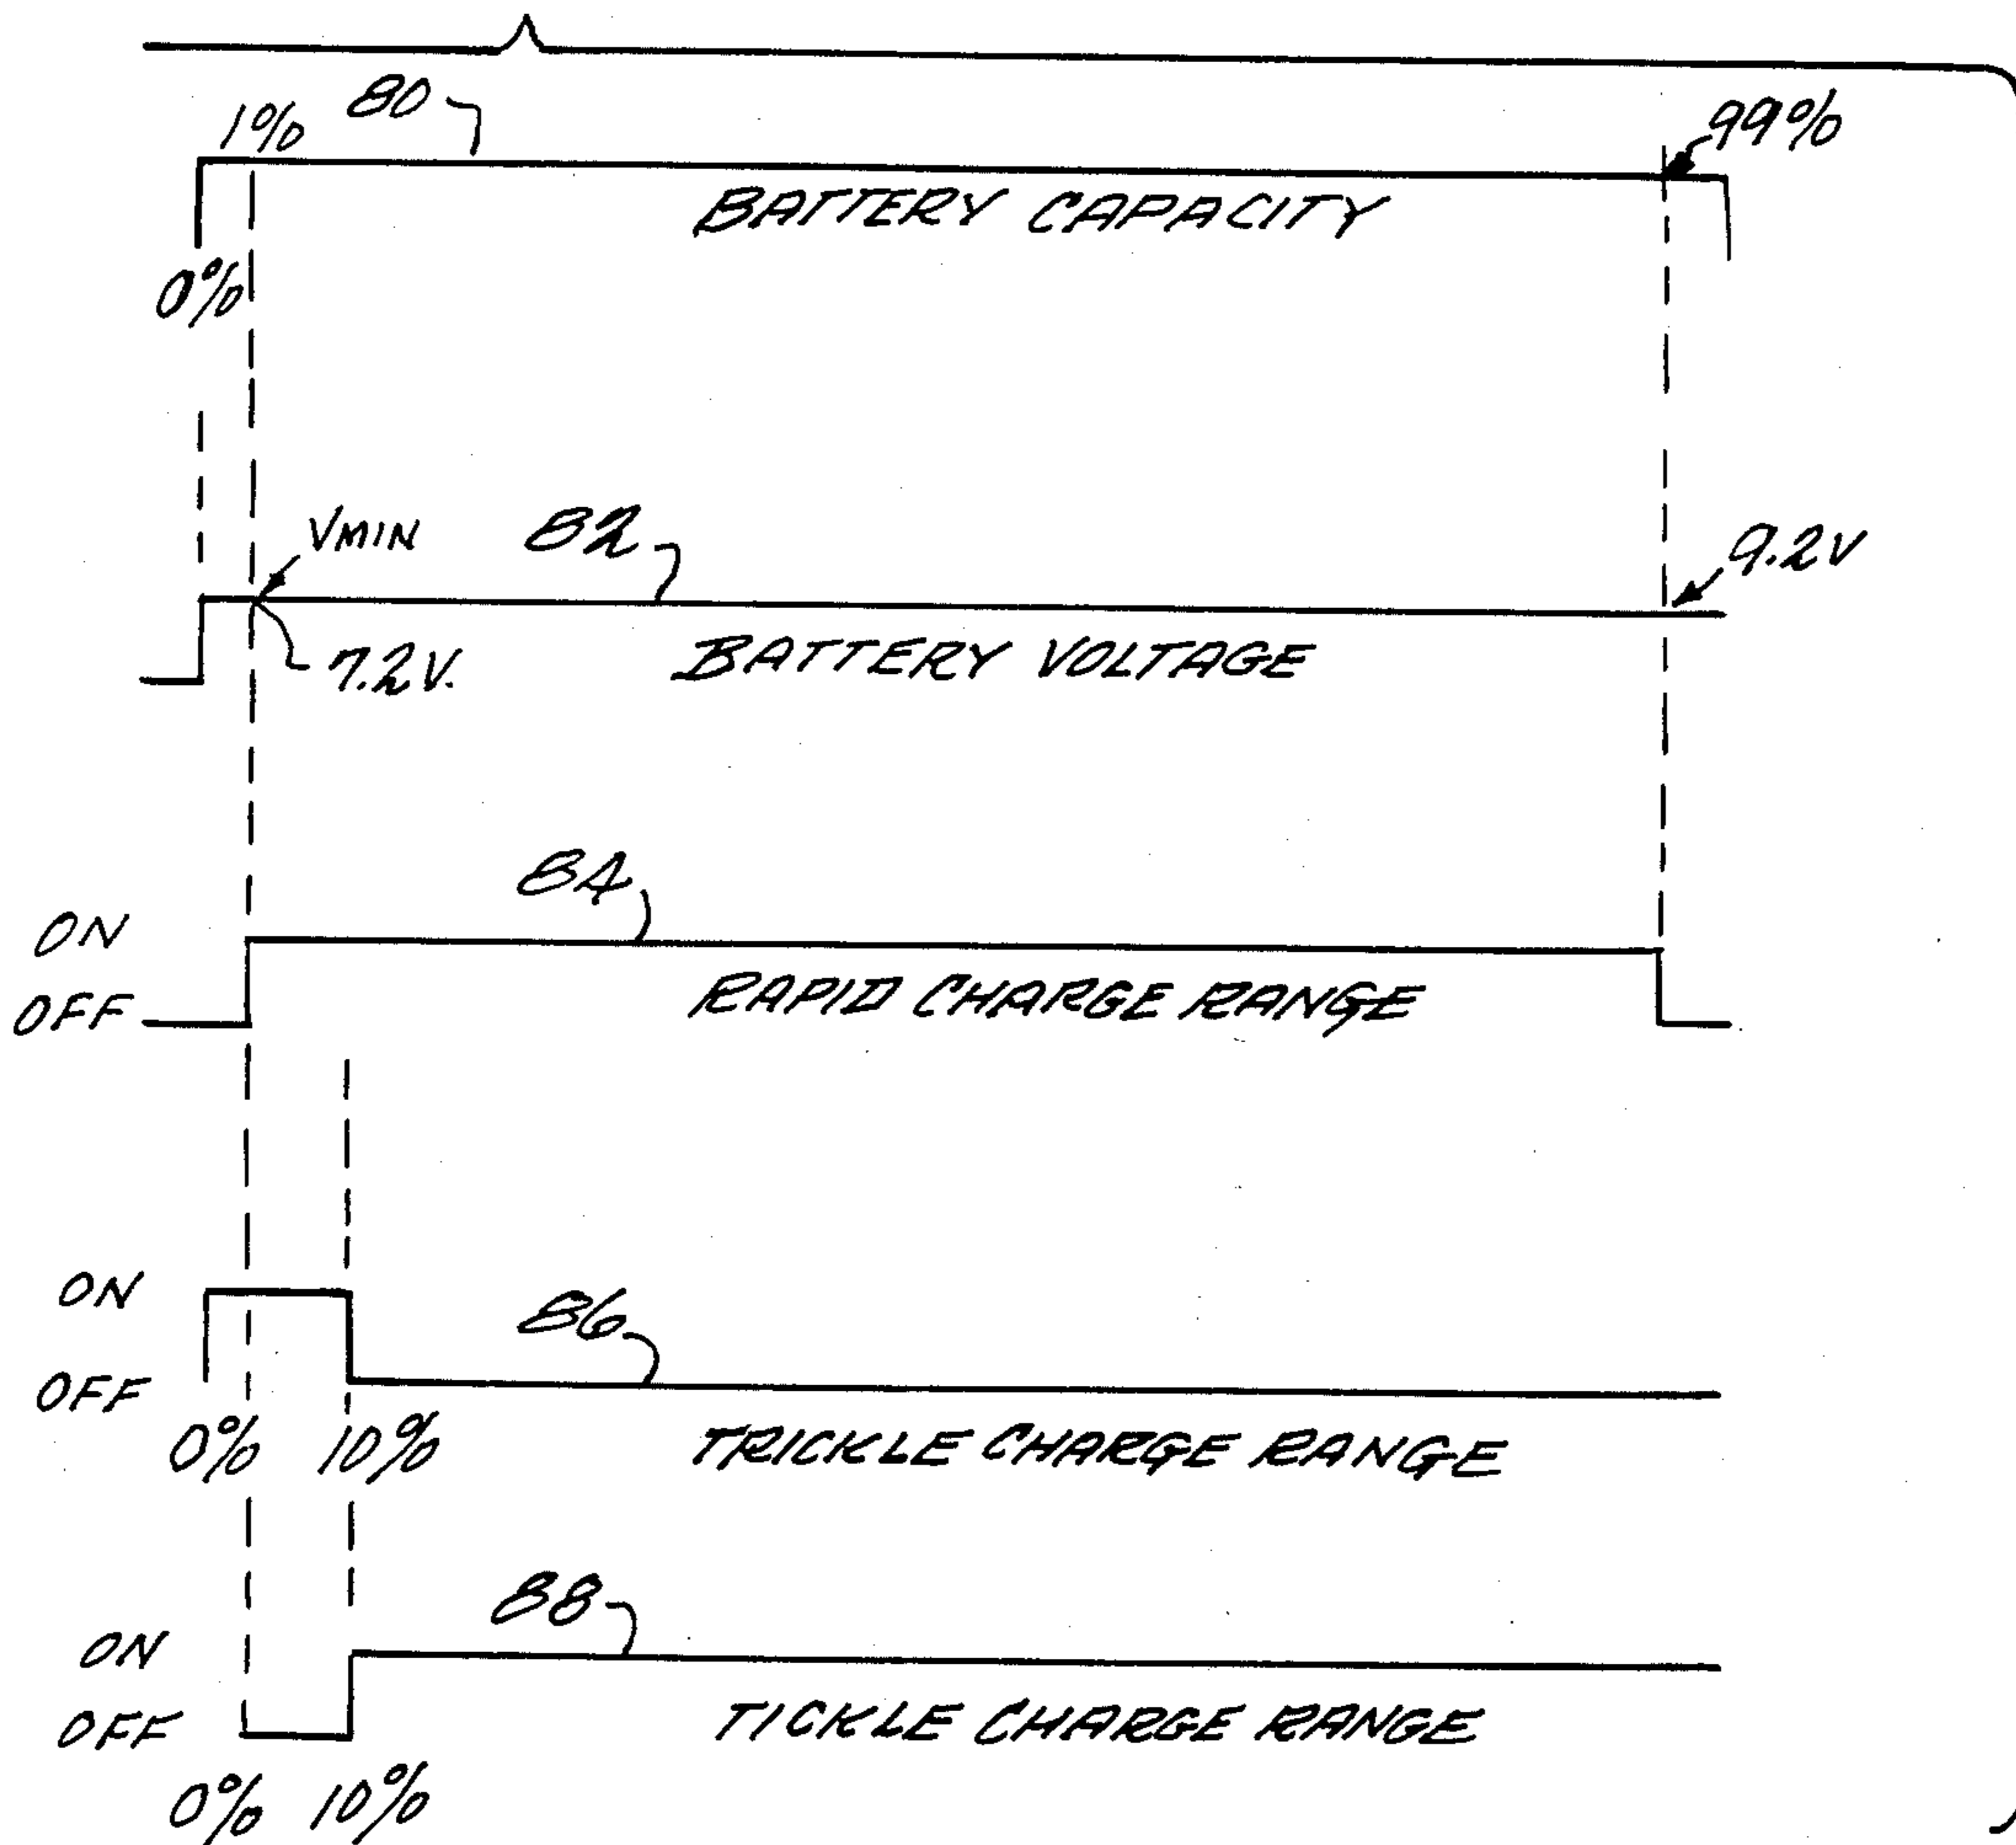 1% 80 99%
BATTERY CAPACITY
0%
VMIN 82 9.2V
7.2V. BATTERY VOLTAGE
84
ON
OFF RAPID CHARGE RANGE
ON
86
OFF
0% 10% TRICKLE CHARGE RANGE
88
ON
OFF TICKLE CHARGE RANGE
0% 10%